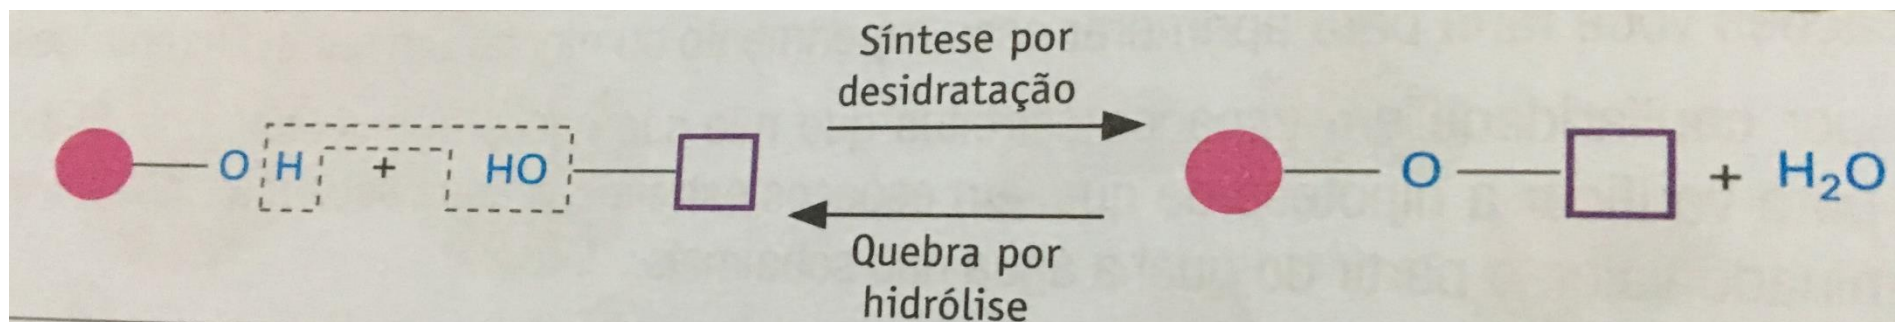 Síntese por
desidratação
O H + HO
O + H₂O
Quebra por
hidrólise